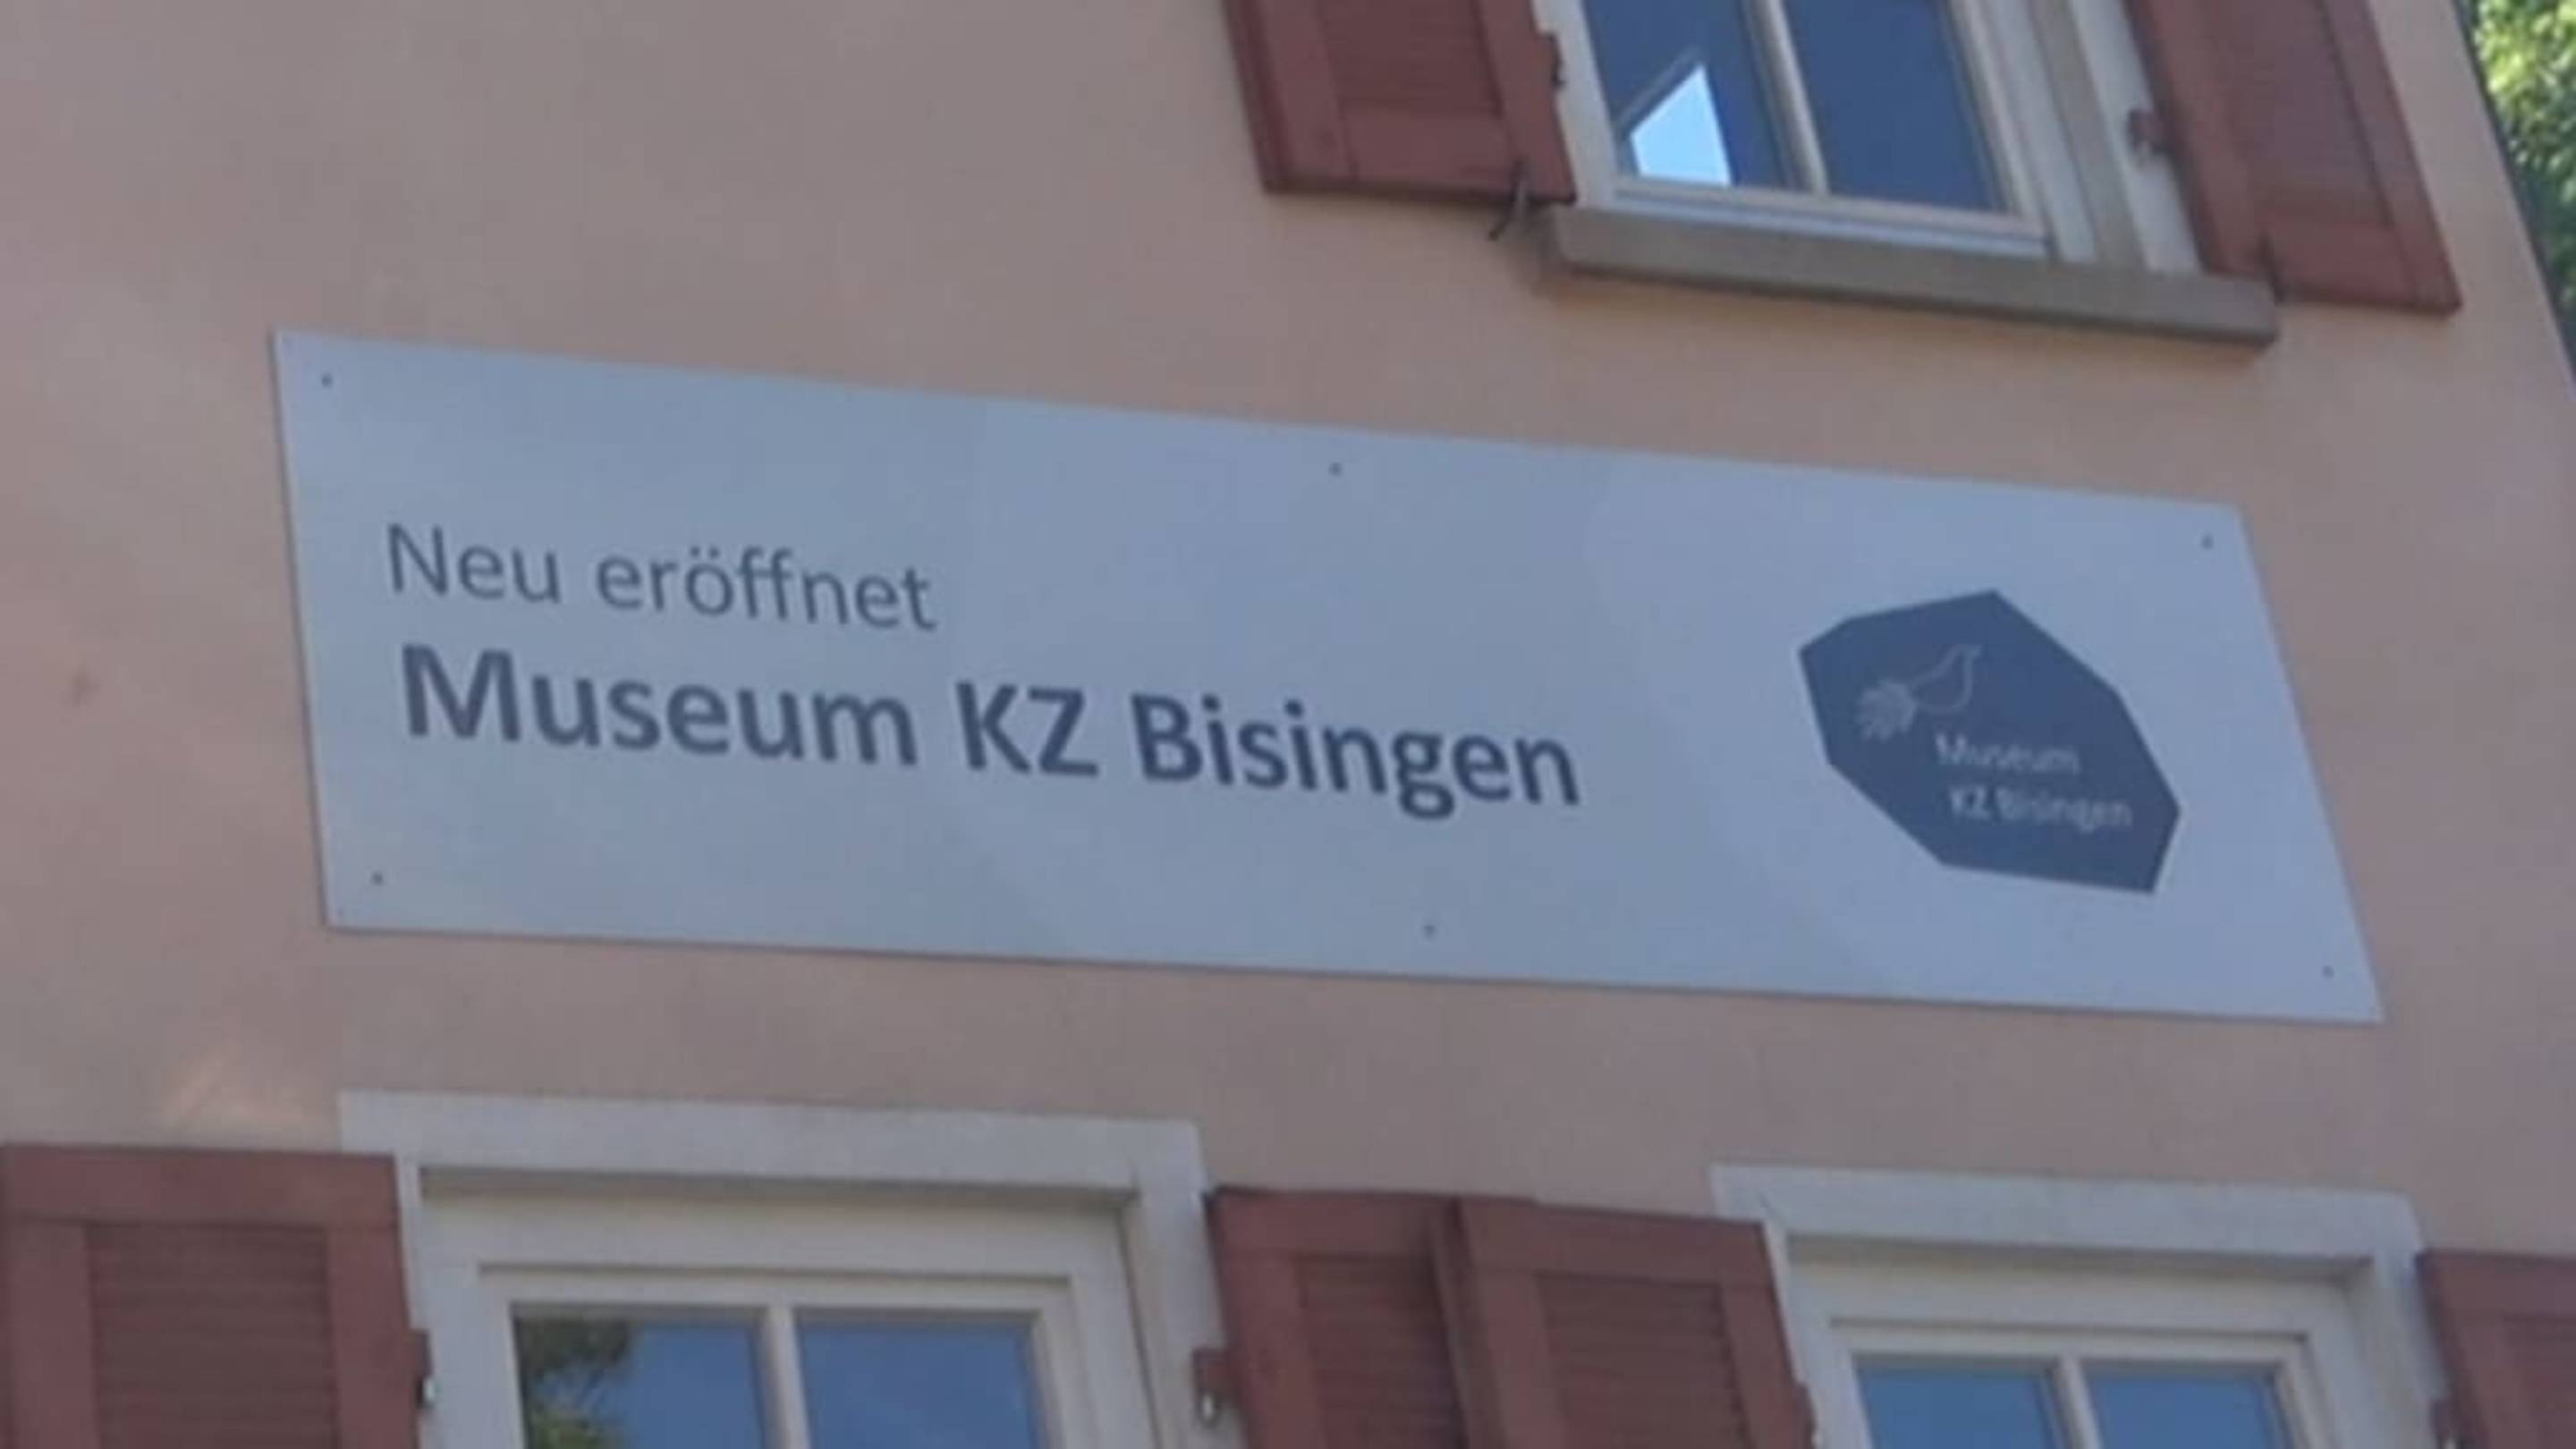 Neu eröffnet
Museum KZ Bisingen
Museum
KZ Bisingen